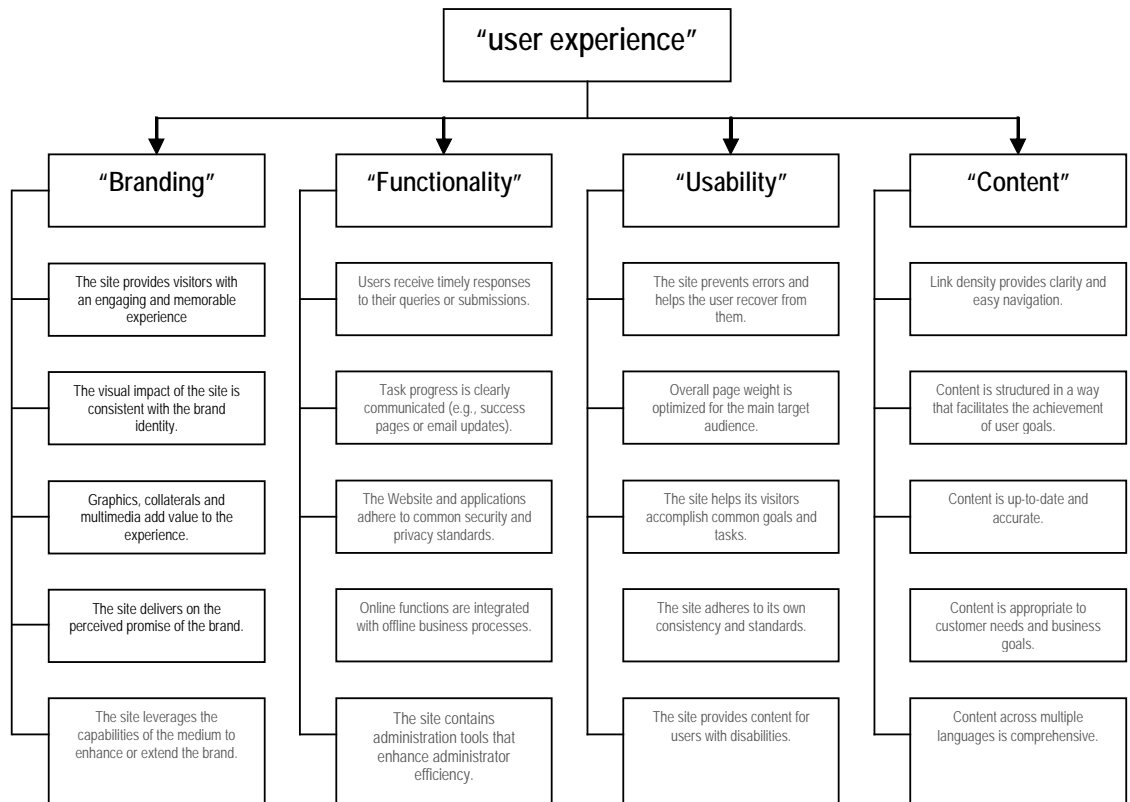 “user experience”
“Branding”
“Functionality”
“Usability”
“Content”
The site provides visitors with
an engaging and memorable
experience
The visual impact of the site is
consistent with the brand
identity.
Graphics, collaterals and
multimedia add value to the
experience.
The site delivers on the
perceived promise of the brand.
The site leverages the
capabilities of the medium to
enhance or extend the brand.
Users receive timely responses
to their queries or submissions.
Task progress is clearly
communicated (e.g., success
pages or email updates).
The Website and applications
adhere to common security and
privacy standards.
Online functions are integrated
with offline business processes.
The site contains
administration tools that
enhance administrator
efficiency.
The site prevents errors and
helps the user recover from
them.
Overall page weight is
optimized for the main target
audience.
The site helps its visitors
accomplish common goals and
tasks.
The site adheres to its own
consistency and standards.
The site provides content for
users with disabilities.
Link density provides clarity and
easy navigation.
Content is structured in a way
that facilitates the achievement
of user goals.
Content is up-to-date and
accurate.
Content is appropriate to
customer needs and business
goals.
Content across multiple
languages is comprehensive.